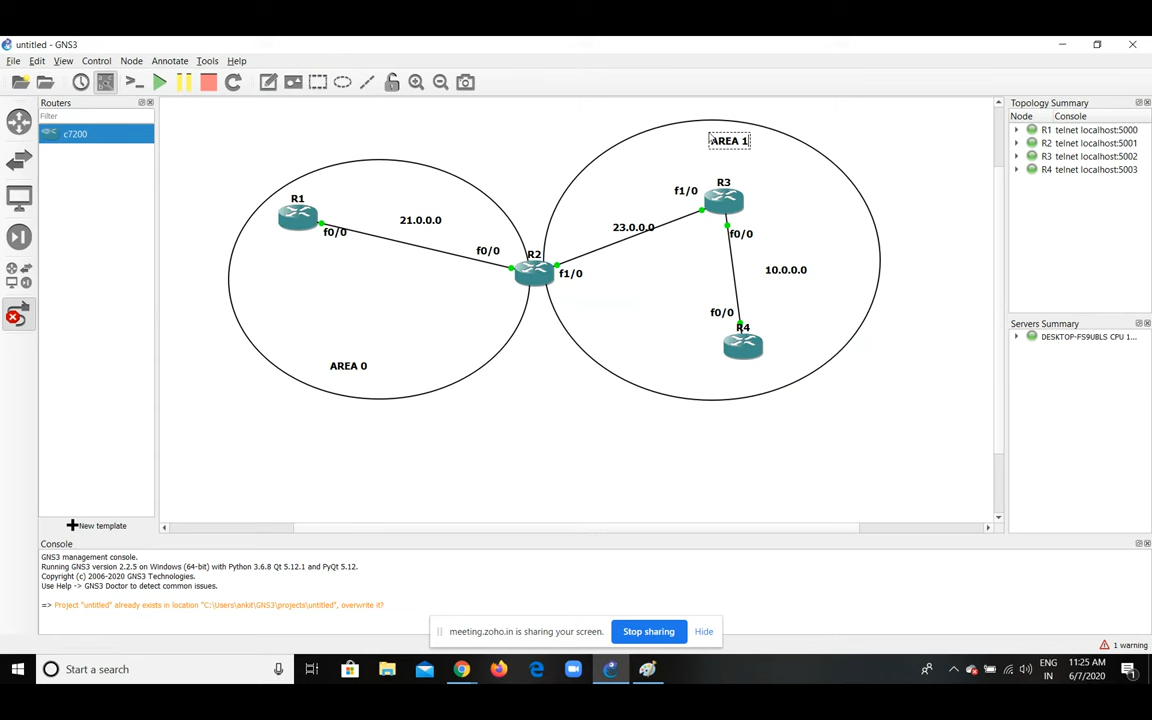 untitled - GNS3
File Edit View Control Node Annotate Tools Help
Routers
Filter
c7200
New template
AREA 1
R3
f1/0
R1
21.0.0.0
23.0.0.0
f0/0
f0/0
f0/0
R2
f1/0
10.0.0.0
f0/0
R4
AREA 0
Topology Summary
Node Console
R1 telnet localhost:5000
R2 telnet localhost:5001
R3 telnet localhost:5002
R4 telnet localhost:5003
Servers Summary
DESKTOP-FS9UBLS CPU 1...
Console
GNS3 management console.
Running GNS3 version 2.2.5 on Windows (64-bit) with Python 3.6.8 Qt 5.12.1 and PyQt 5.12.
Copyright (c) 2006-2020 GNS3 Technologies.
Use Help -> GNS3 Doctor to detect common issues.
=> Project "untitled" already exists in location "C:\Users\ankit\GNS3\projects\untitled", overwrite it?
meeting.zoho.in is sharing your screen. Stop sharing Hide
1 warning
Start a search
ENG
IN
11:25 AM
6/7/2020
1